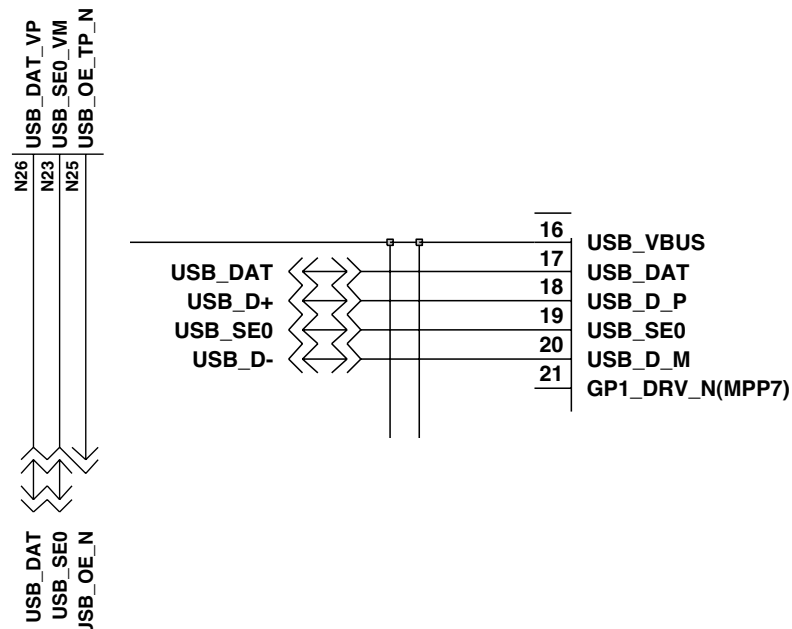 USB_DAT_VP
USB_SE0_VM
USB_OE_TP_N
N26
N23
N25
16
USB_VBUS
USB_DAT
17
USB_DAT
USB_D+
18
USB_D_P
USB_SE0
19
USB_SE0
USB_D-
20
USB_D_M
21
GP1_DRV_N(MPP7)
USB_DAT
USB_SE0
USB_OE_N